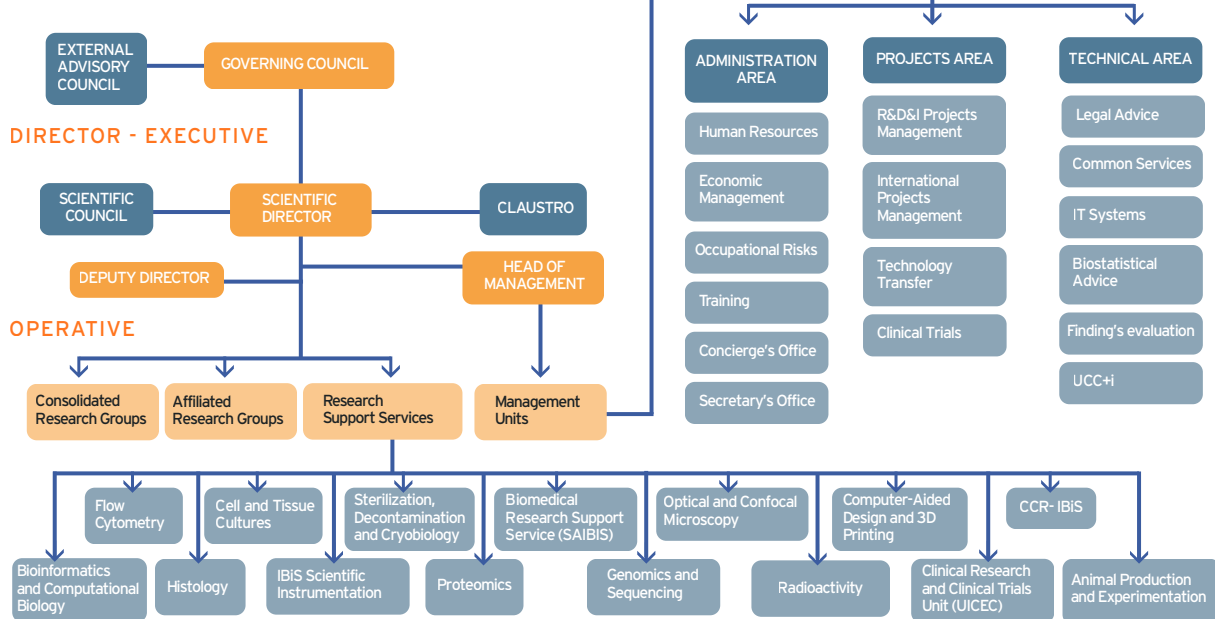 EXTERNAL
ADVISORY
COUNCIL
GOVERNING COUNCIL
DIRECTOR - EXECUTIVE
SCIENTIFIC
COUNCIL
SCIENTIFIC
DIRECTOR
CLAUSTRO
DEPUTY DIRECTOR
HEAD OF
MANAGEMENT
OPERATIVE
Consolidated
Research Groups
Affiliated
Research Groups
Research
Support Services
Management
Units
ADMINISTRATION
AREA
Human Resources
Economic
Management
Occupational Risks
Training
Concierge's Office
Secretary's Office
PROJECTS AREA
R&D&I Projects
Management
International
Projects
Management
Technology
Transfer
Clinical Trials
TECHNICAL AREA
Legal Advice
Common Services
IT Systems
Biostatistical
Advice
Finding's evaluation
UCC+i
Flow
Cytometry
Cell and Tissue
Cultures
Sterilization,
Decontamination
and Cryobiology
Biomedical
Research Support
Service (SAIBIS)
Optical and Confocal
Microscopy
Computer-Aided
Design and 3D
Printing
CCR- IBiS
Bioinformatics
and Computational
Biology
Histology
IBiS Scientific
Instrumentation
Proteomics
Genomics and
Sequencing
Radioactivity
Clinical Research
and Clinical Trials
Unit (UICEC)
Animal Production
and Experimentation